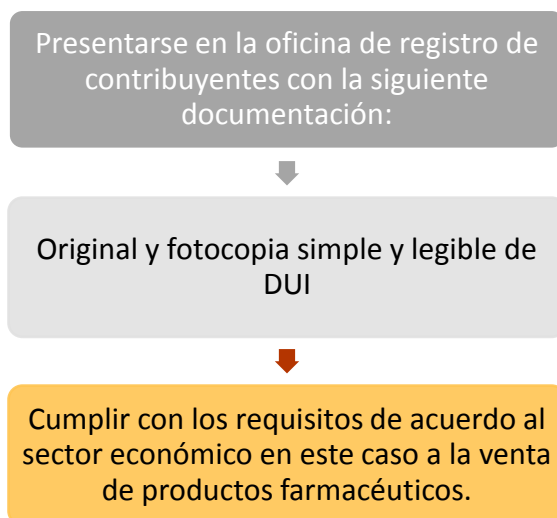 Presentarse en la oficina de registro de
contribuyentes con la siguiente
documentación:
Original y fotocopia simple y legible de
DUI
Cumplir con los requisitos de acuerdo al
sector económico en este caso a la venta
de productos farmacéuticos.